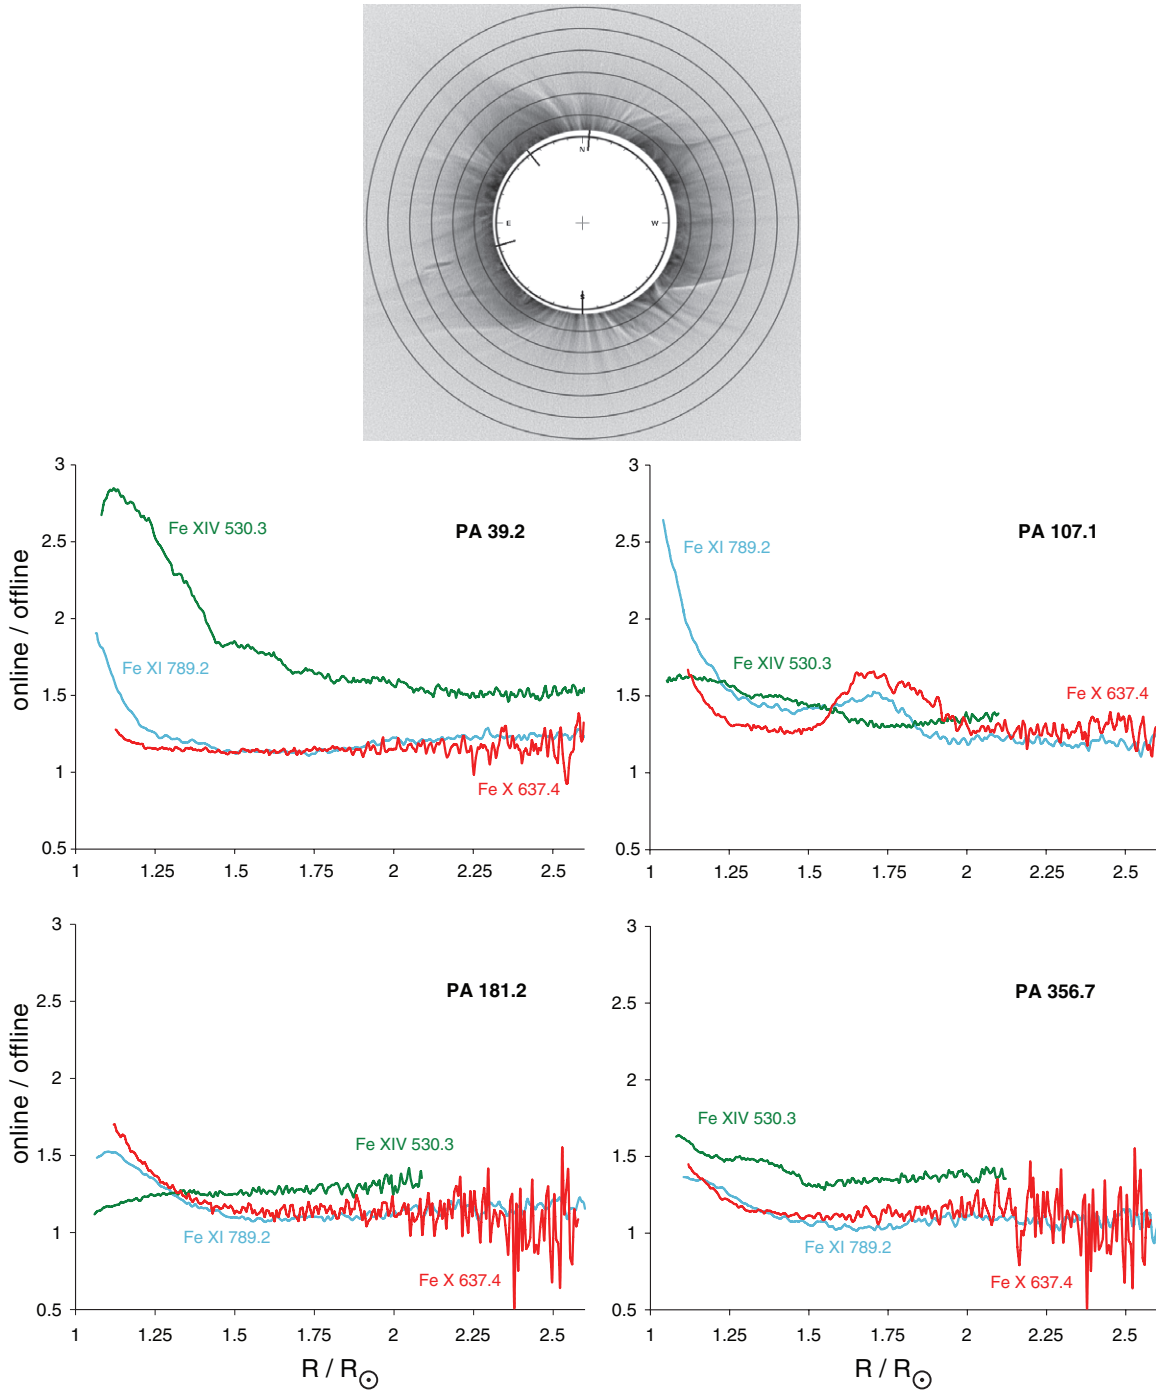 N
E
W
S
3
2.5
2
1.5
1
0.5
online / offline
Fe XIV 530.3
PA 39.2
Fe XI 789.2
Fe X 637.4
1
1.25
1.5
1.75
2
2.25
2.5
3
2.5
2
1.5
1
0.5
PA 107.1
Fe XI 789.2
Fe XIV 530.3
Fe X 637.4
1
1.25
1.5
1.75
2
2.25
2.5
3
2.5
2
1.5
1
0.5
online / offline
PA 181.2
Fe XIV 530.3
Fe XI 789.2
Fe X 637.4
1
1.25
1.5
1.75
2
2.25
2.5
R / R☉
3
2.5
2
1.5
1
0.5
PA 356.7
Fe XIV 530.3
Fe XI 789.2
Fe X 637.4
1
1.25
1.5
1.75
2
2.25
2.5
R / R☉